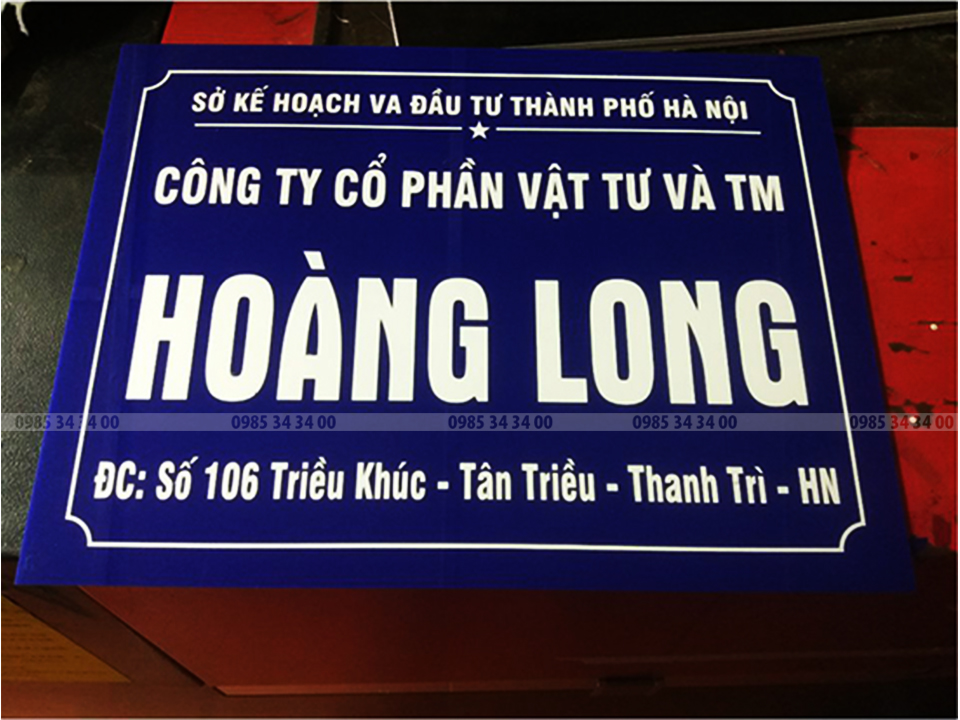 SỞ KẾ HOẠCH VA ĐẦU TƯ THÀNH PHỐ HÀ NỘI
CÔNG TY CỔ PHẦN VẬT TƯ VÀ TM
HOÀNG LONG
0985 34 34 00 0985 34 34 00 0985 34 34 00 0985 34 34 00 0985 34 34 00
ĐC: Số 106 Triều Khúc - Tân Triều - Thanh Trì - HN